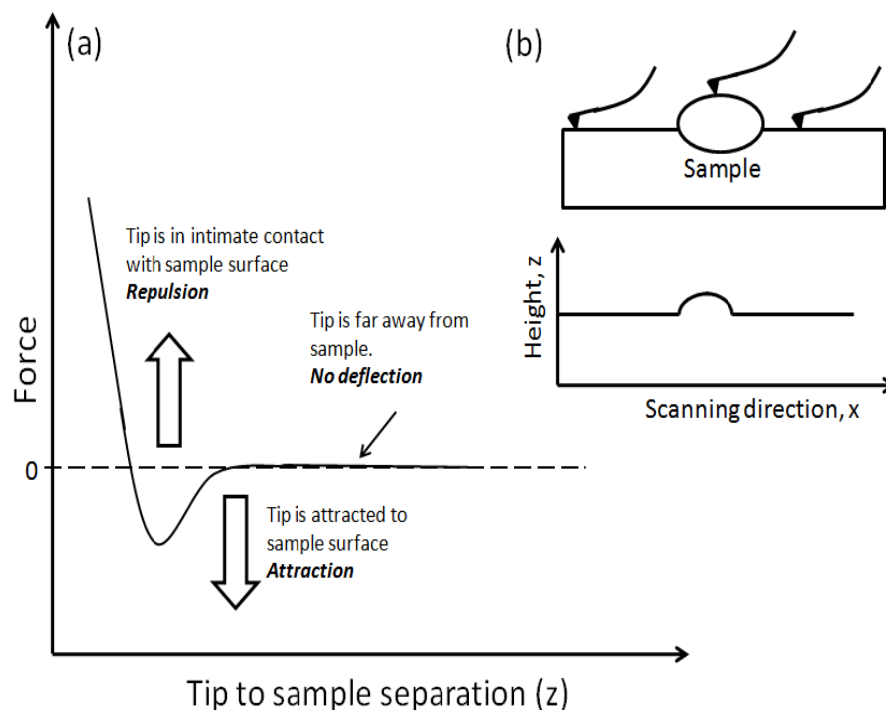 (a)
Tip is in intimate contact
with sample surface
Repulsion
Tip is far away from
sample.
No deflection
Force
0
Tip is attracted to
sample surface
Attraction
Tip to sample separation (z)
(b)
Sample
Height, z
Scanning direction, x